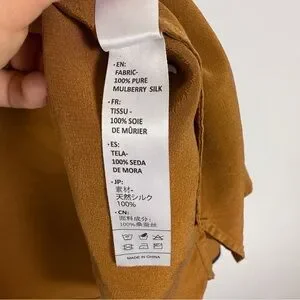 · EN:
FABRIC-
100% PURE
MULBERRY SILK
· FR:
TISSU -
100% SOIE
DE MÛRIER
· ES:
TELA-
100% SEDA
DE MORA
· JP:
素材-
天然シルク
100%
· CN:
面料成分:
100%桑蚕丝
MADE IN CHINA